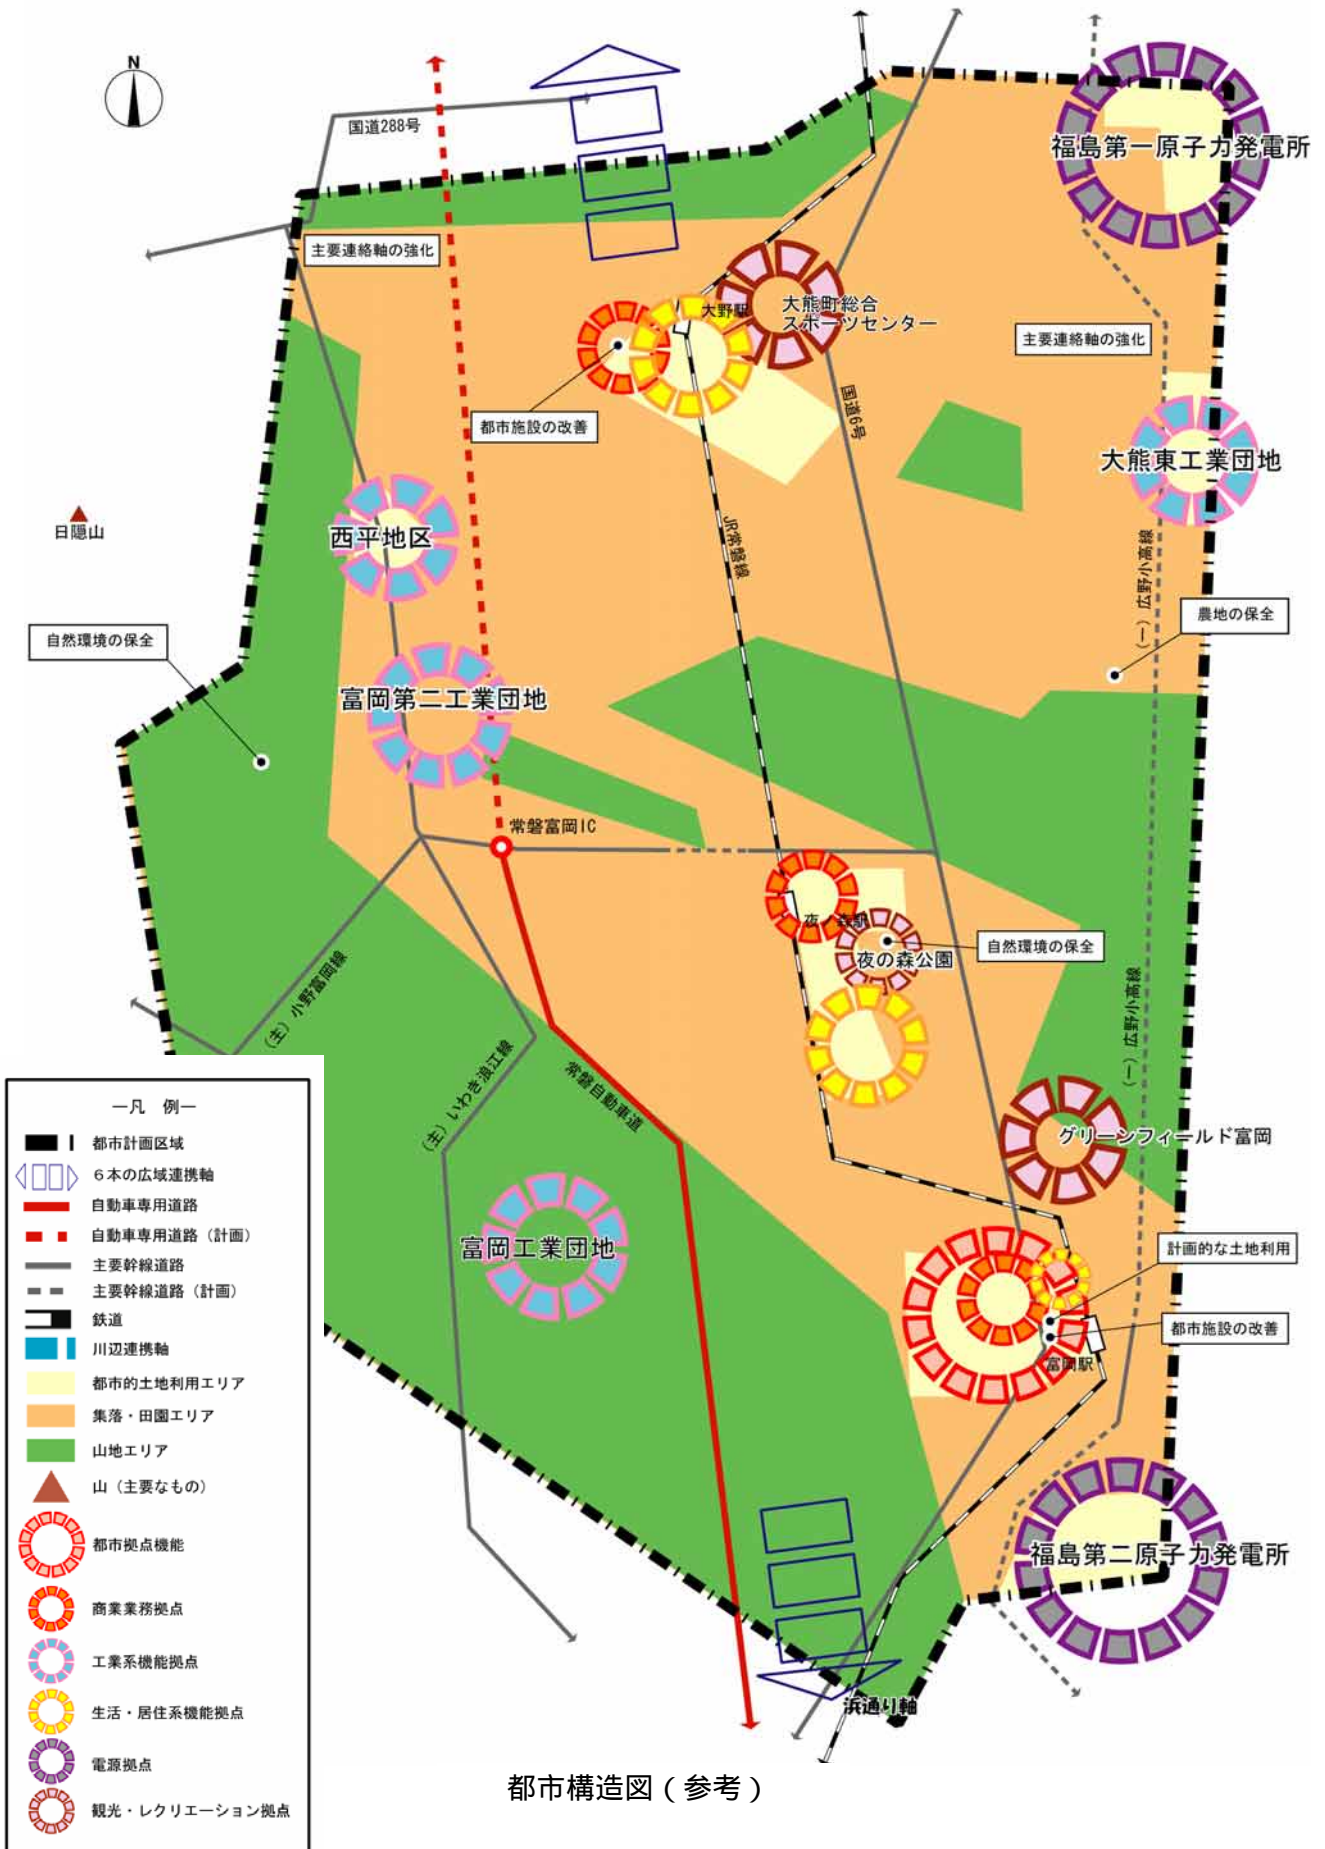 N
国道288号
福島第一原子力発電所
主要連絡軸の強化
大野駅
大熊町総合
スポーツセンター
主要連絡軸の強化
都市施設の改善
国道6号
大熊東工業団地
日隠山
西平地区
JR常磐線
(一)広野小高線
農地の保全
自然環境の保全
富岡第二工業団地
常磐富岡IC
夜ノ森駅
自然環境の保全
夜の森公園
(主)小野富岡線
(一)広野小高線
(主)いわき浪江線
常磐自動車道
グリーンフィールド富岡
富岡工業団地
計画的な土地利用
都市施設の改善
富岡駅
福島第二原子力発電所
浜通り軸
―凡 例―
都市計画区域
6本の広域連携軸
自動車専用道路
自動車専用道路(計画)
主要幹線道路
主要幹線道路(計画)
鉄道
川辺連携軸
都市的土地利用エリア
集落・田園エリア
山地エリア
山(主要なもの)
都市拠点機能
商業業務拠点
工業系機能拠点
生活・居住系機能拠点
電源拠点
観光・レクリエーション拠点
都市構造図(参考)